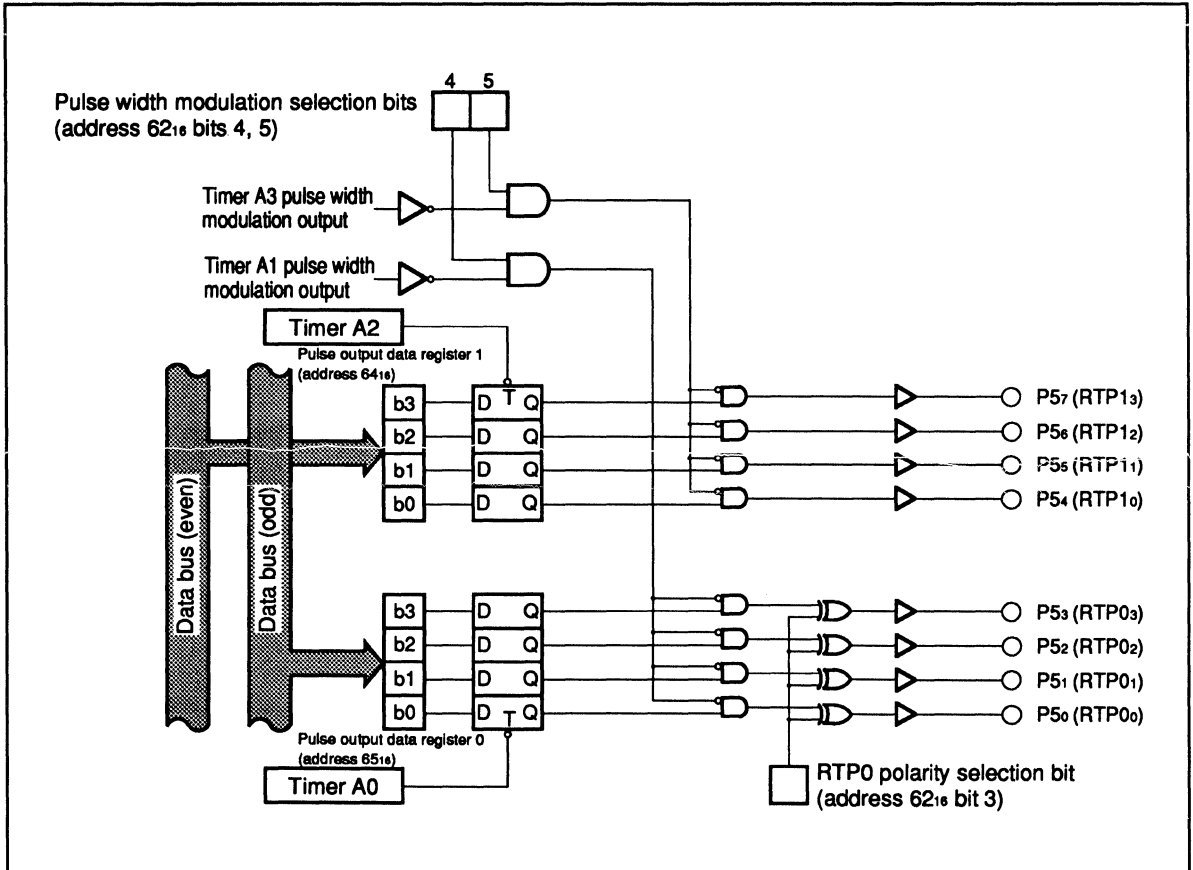 4 5
Pulse width modulation selection bits
(address 62₁₆ bits 4, 5)
Timer A3 pulse width
modulation output
Timer A1 pulse width
modulation output
Timer A2
Pulse output data register 1
(address 64₁₆)
Data bus (even)
Data bus (odd)
b3 D T Q P5₇ (RTP1₃)
b2 D Q P5₆ (RTP1₂)
b1 D Q P5₅ (RTP1₁)
b0 D Q P5₄ (RTP1₀)
b3 D Q P5₃ (RTP0₃)
b2 D Q P5₂ (RTP0₂)
b1 D Q P5₁ (RTP0₁)
b0 D T Q P5₀ (RTP0₀)
Pulse output data register 0
(address 65₁₆)
Timer A0
RTP0 polarity selection bit
(address 62₁₆ bit 3)